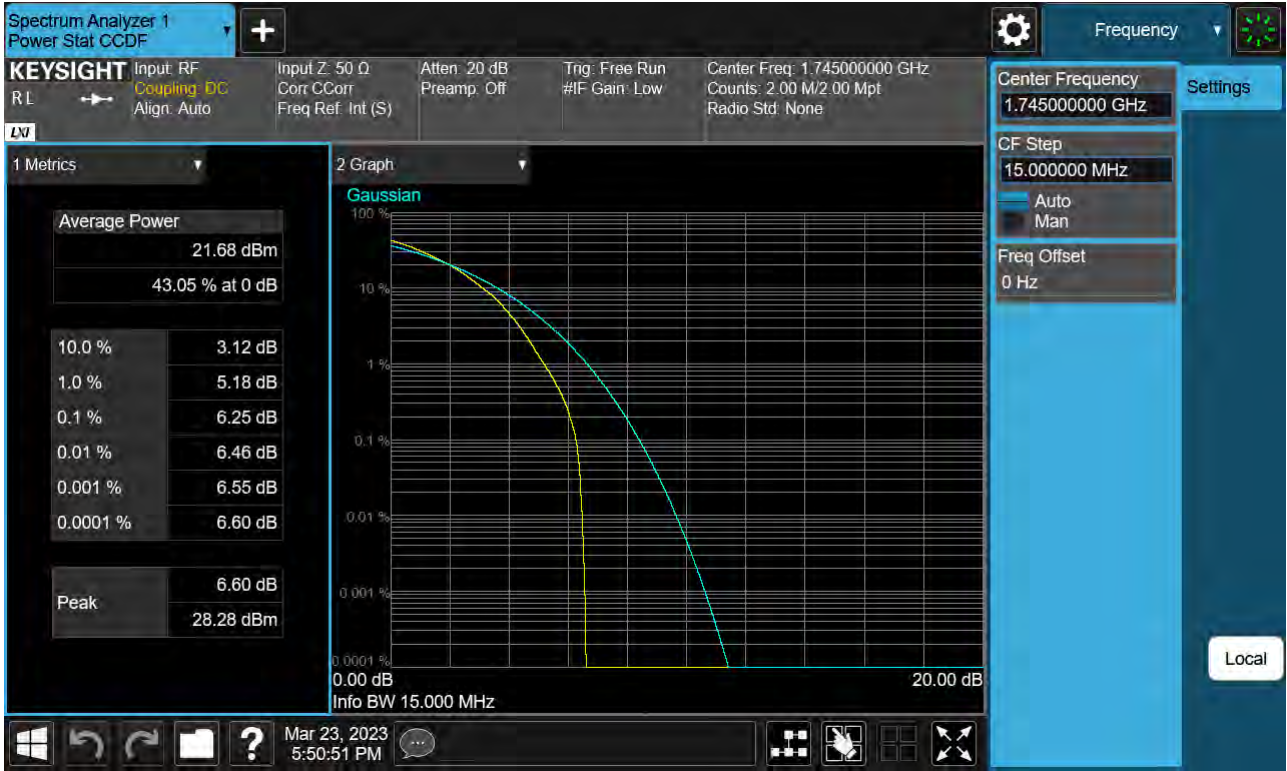 Spectrum Analyzer 1
Power Stat CCDF
+
Frequency
KEYSIGHT
R L
LXI
Input: RF
Coupling: DC
Align: Auto
Input Z: 50 Ω
Corr CCorr
Freq Ref: Int (S)
Atten: 20 dB
Preamp: Off
Trig: Free Run
#IF Gain: Low
Center Freq: 1.745000000 GHz
Counts: 2.00 M/2.00 Mpt
Radio Std: None
Center Frequency
1.745000000 GHz
Settings
CF Step
15.000000 MHz
Auto
Man
Freq Offset
0 Hz
1 Metrics
Average Power
21.68 dBm
43.05 % at 0 dB
10.0 % 3.12 dB
1.0 % 5.18 dB
0.1 % 6.25 dB
0.01 % 6.46 dB
0.001 % 6.55 dB
0.0001 % 6.60 dB
Peak 6.60 dB
28.28 dBm
2 Graph
Gaussian
100 %
10 %
1 %
0.1 %
0.01 %
0.001 %
0.0001 %
0.00 dB 20.00 dB
Info BW 15.000 MHz
Local
?
Mar 23, 2023
5:50:51 PM